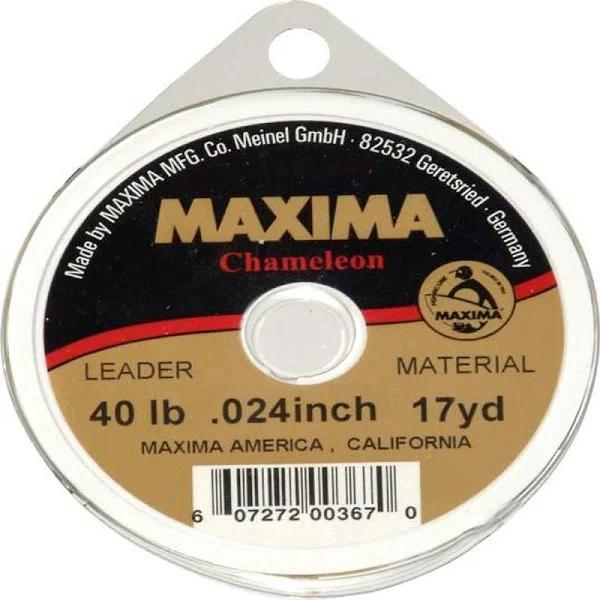 Made by MAXIMA MFG. Co. Meinel GmbH · 82532 Geretsried · Germany
MAXIMA
Chameleon
MAXIMA
LEADER MATERIAL
40 lb .024inch 17yd
MAXIMA AMERICA , CALIFORNIA
6 07272 00367 0